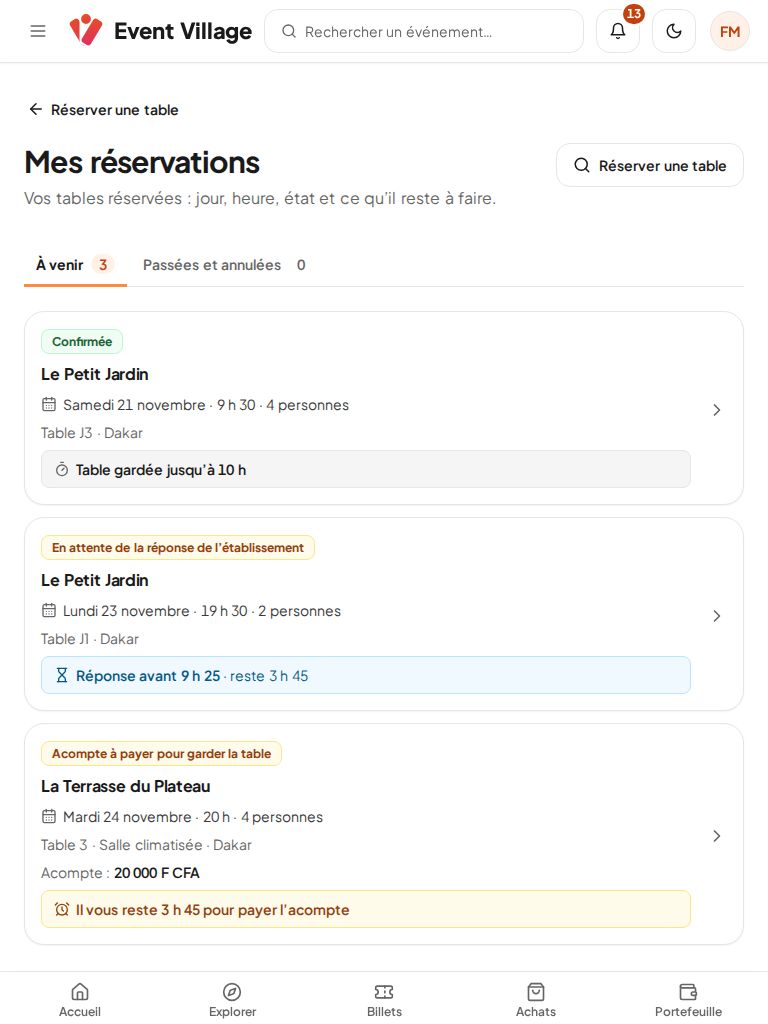 Event Village
Rechercher un événement…
13
FM
Réserver une table
Mes réservations
Réserver une table
Vos tables réservées : jour, heure, état et ce qu’il reste à faire.
À venir 3 Passées et annulées 0
Confirmée
Le Petit Jardin
Samedi 21 novembre · 9 h 30 · 4 personnes
Table J3 · Dakar
Table gardée jusqu’à 10 h
En attente de la réponse de l’établissement
Le Petit Jardin
Lundi 23 novembre · 19 h 30 · 2 personnes
Table J1 · Dakar
Réponse avant 9 h 25 · reste 3 h 45
Acompte à payer pour garder la table
La Terrasse du Plateau
Mardi 24 novembre · 20 h · 4 personnes
Table 3 · Salle climatisée · Dakar
Acompte : 20 000 F CFA
Il vous reste 3 h 45 pour payer l’acompte
Accueil Explorer Billets Achats Portefeuille